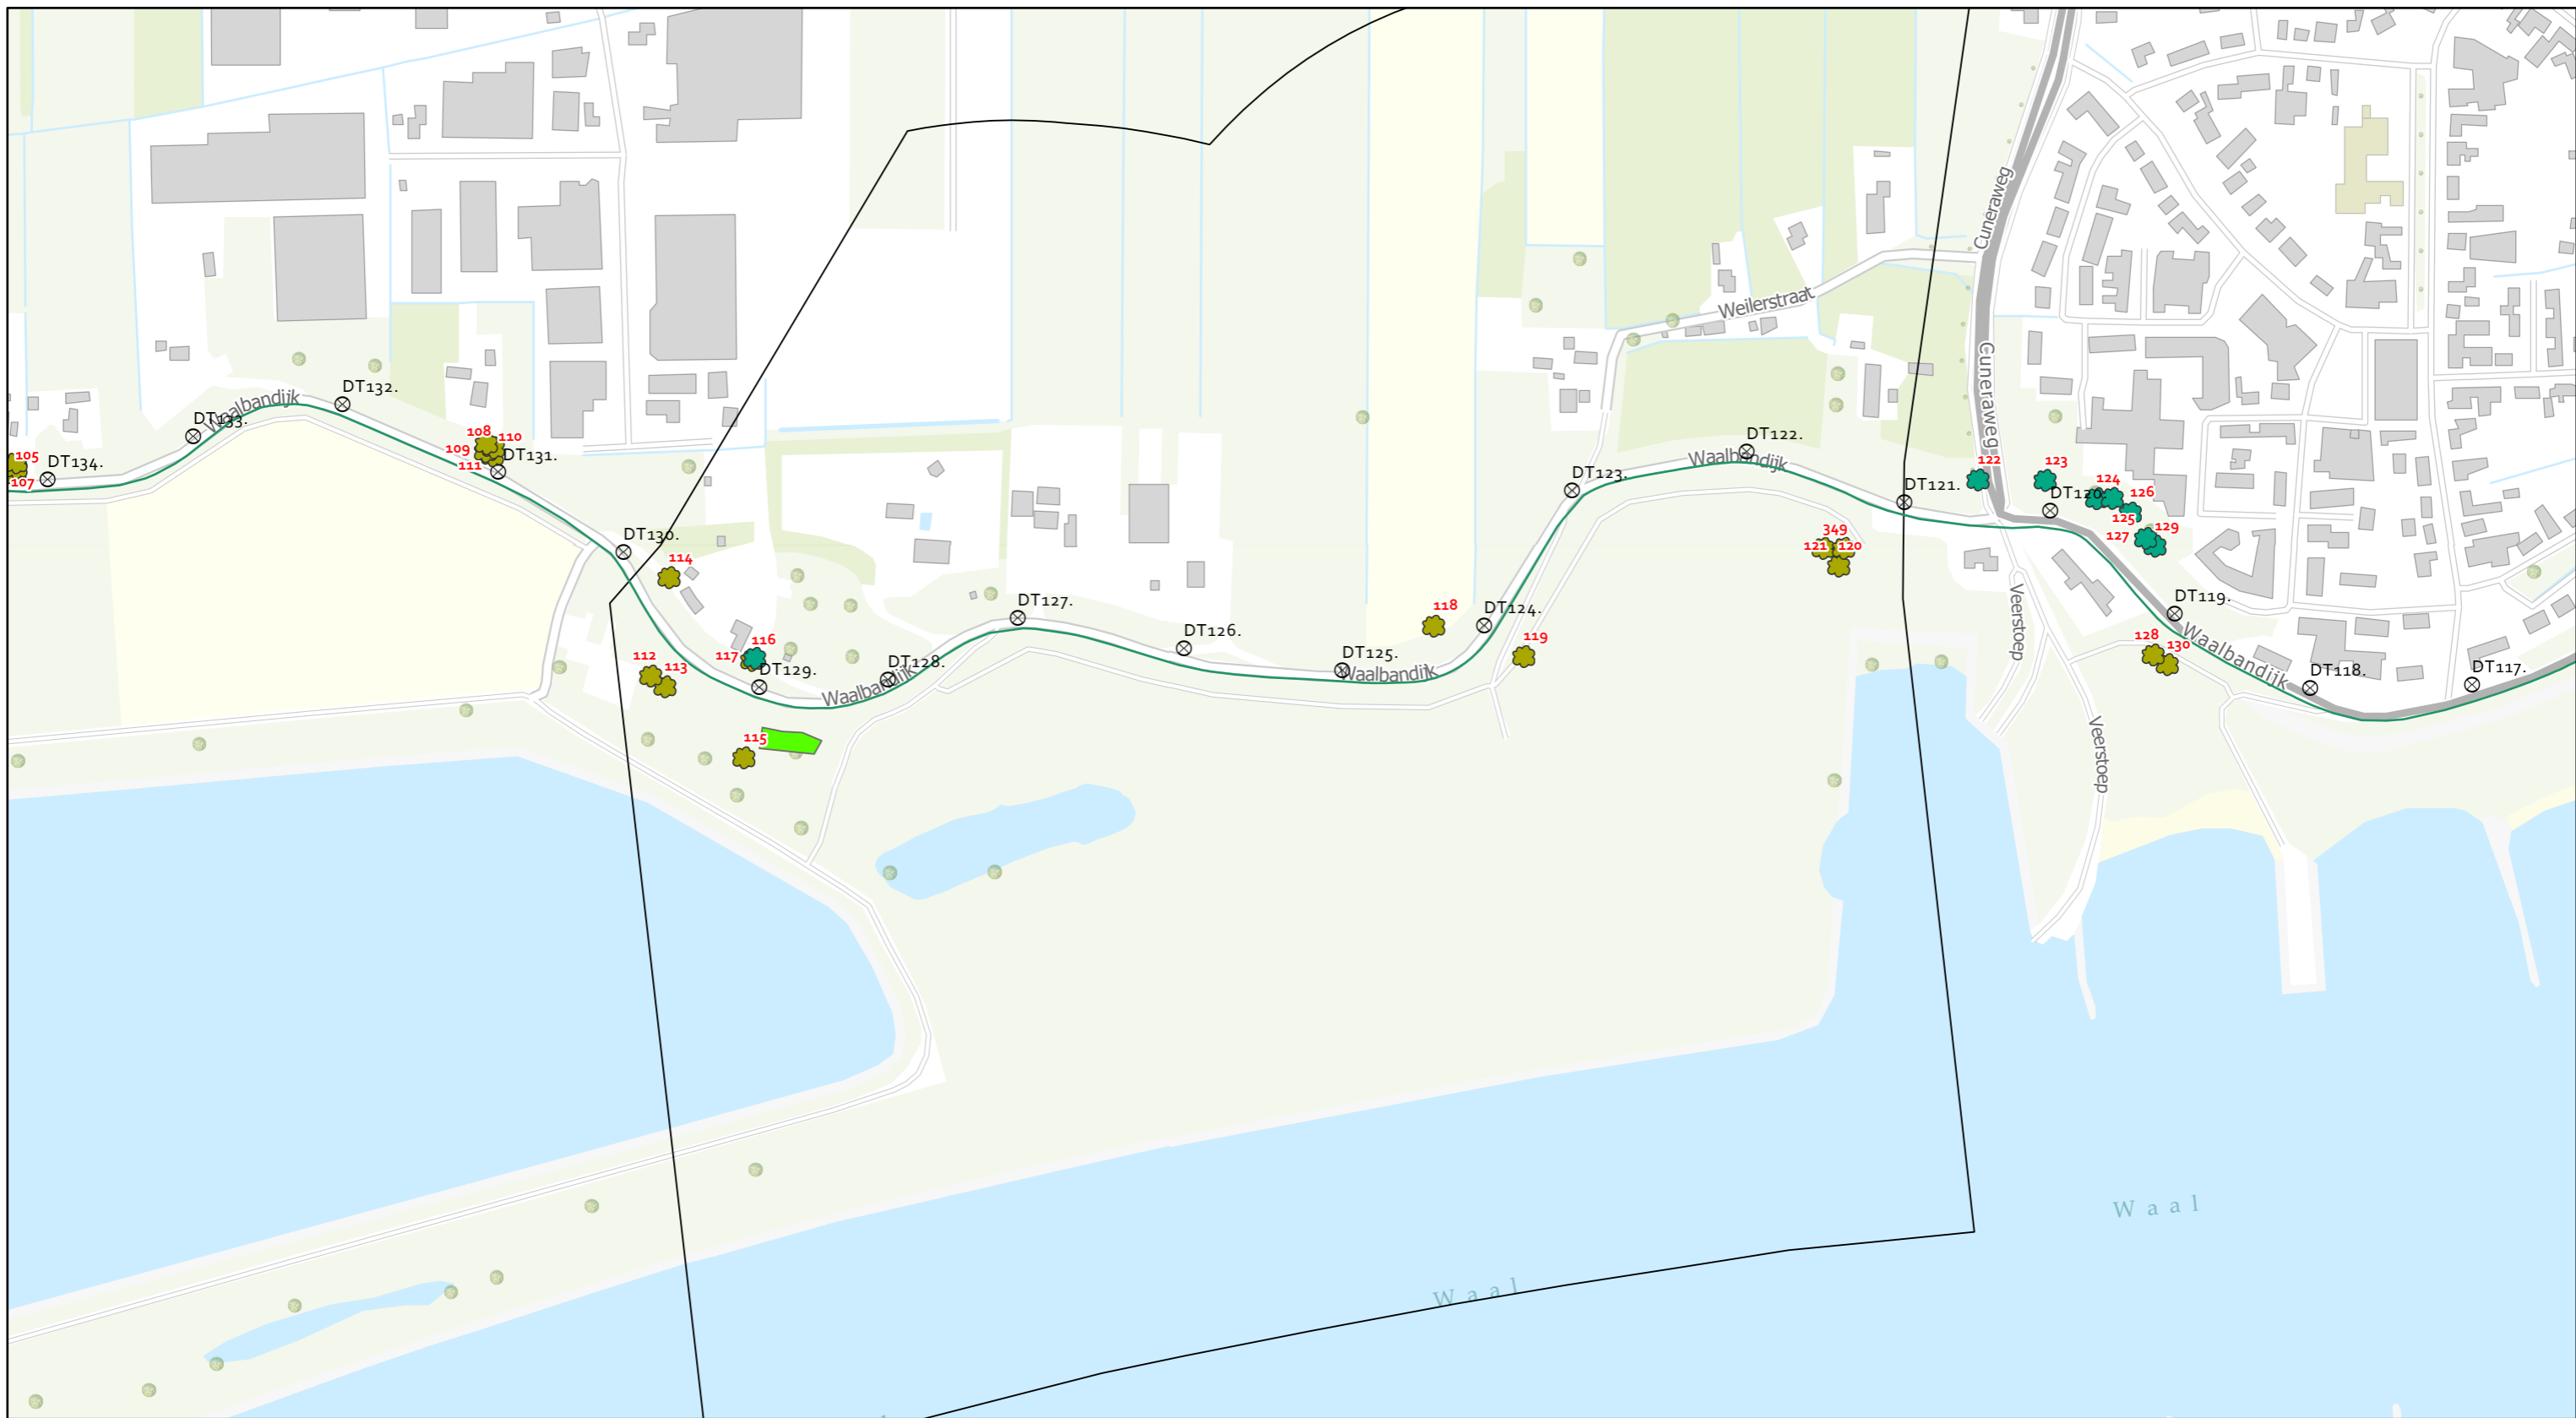 Cuneraweg
Weilerstraat
Cuneraweg
DT132.
Waalbandijk
DT133.
108
110
109
DT131.
111
105
DT134.
107
DT122.
Waalbandijk
DT123.
DT121.
122
123
124
DT120.
126
125
129
127
DT130.
114
349
121
120
DT127.
118
DT124.
119
DT126.
DT125.
Waalbandijk
116
117
112
113
DT129.
DT128.
Waalbandijk
115
Veerstoep
DT119.
Waalbandijk
128
130
DT118.
DT117.
Veerstoep
Waal
Waal